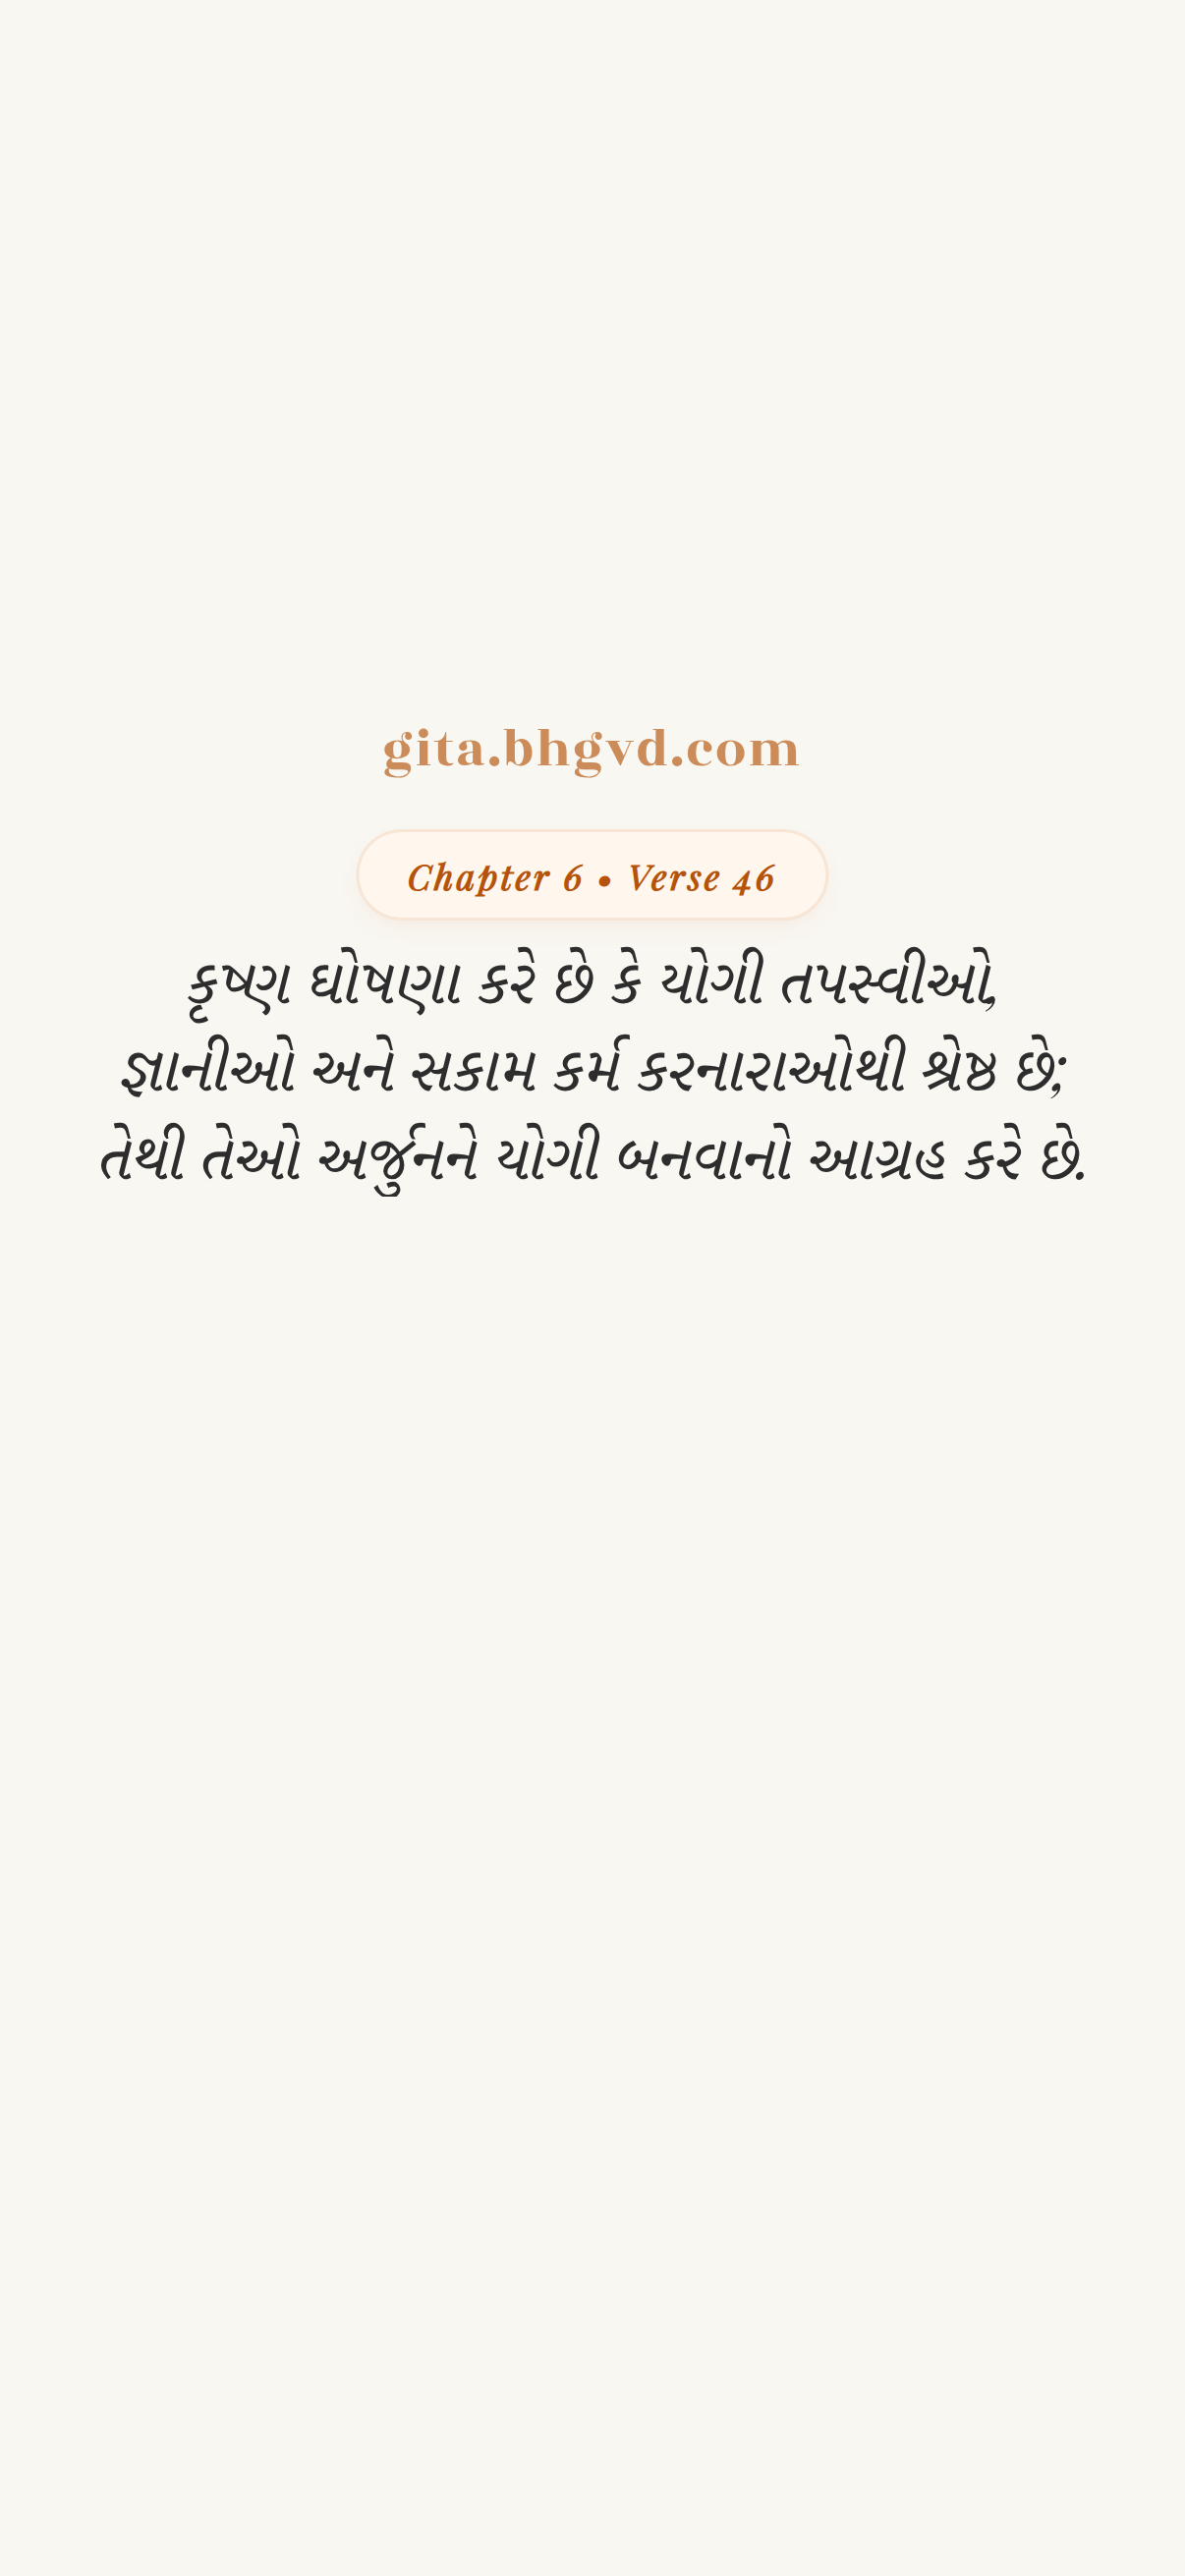 gita.bhgvd.com
Chapter 6 • Verse 46
કૃષ્ણ ઘોષણા કરે છે કે યોગી તપસ્વીઓ,
જ્ઞાનીઓ અને સકામ કર્મ કરનારાઓથી શ્રેષ્ઠ છે;
તેથી તેઓ અર્જુનને યોગી બનવાનો આગ્રહ કરે છે.